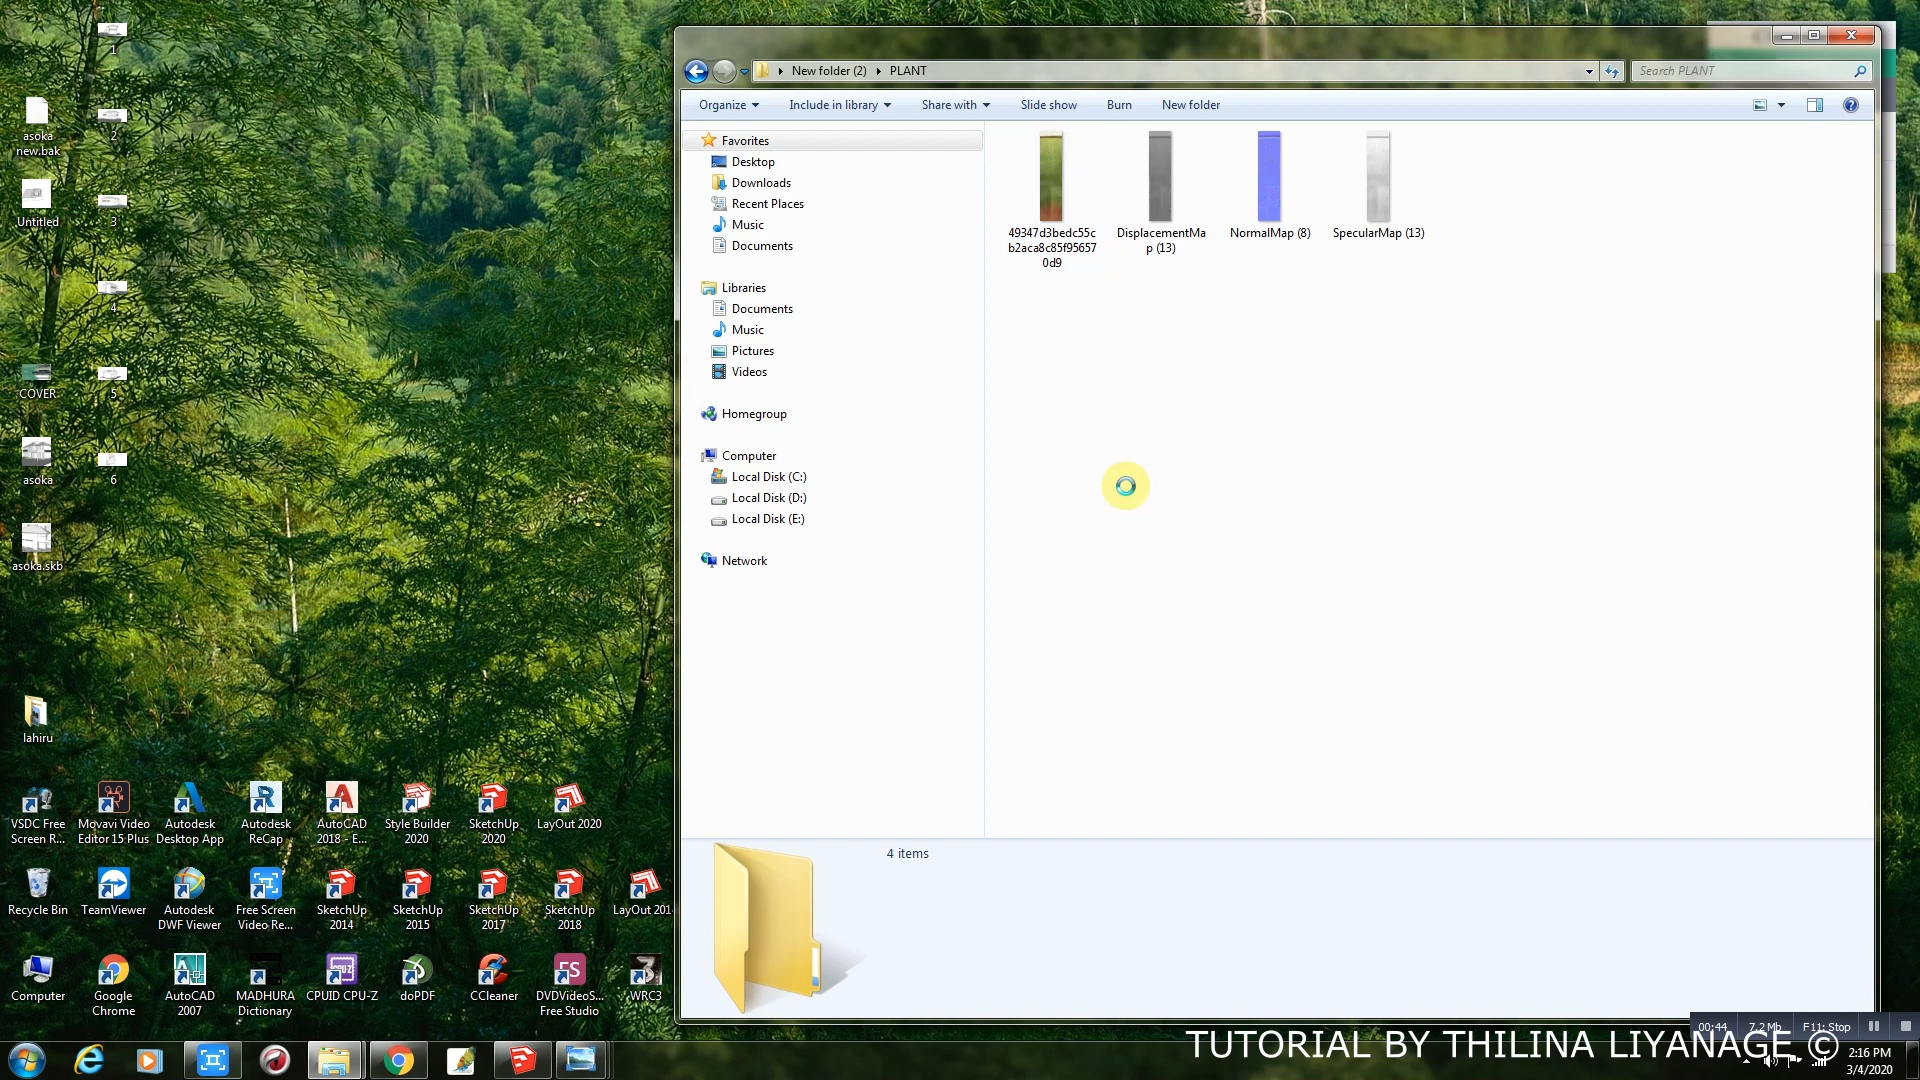 1
asoka
new.bak
2
Untitled
3
4
COVER
5
asoka
6
asoka.skb
lahiru
VSDC Free
Screen R...
Movavi Video
Editor 15 Plus
Autodesk
Desktop App
Autodesk
ReCap
AutoCAD
2018 - E...
Style Builder
2020
SketchUp
2020
LayOut 2020
Recycle Bin
TeamViewer
Autodesk
DWF Viewer
Free Screen
Video Re...
SketchUp
2014
SketchUp
2015
SketchUp
2017
SketchUp
2018
LayOut 201
Computer
Google
Chrome
AutoCAD
2007
MADHURA
Dictionary
CPUID CPU-Z
doPDF
CCleaner
DVDVideoS...
Free Studio
WRC3
New folder (2) PLANT
Search PLANT
Organize Include in library Share with Slide show Burn New folder
Favorites
Desktop
Downloads
Recent Places
Music
Documents
Libraries
Documents
Music
Pictures
Videos
Homegroup
Computer
Local Disk (C:)
Local Disk (D:)
Local Disk (E:)
Network
49347d3bedc55c
b2aca8c85f95657
0d9
DisplacementMa
p (13)
NormalMap (8)
SpecularMap (13)
4 items
00:44 7.2 Mb F11: Stop
TUTORIAL BY THILINA LIYANAGE ©
2:16 PM
3/4/2020